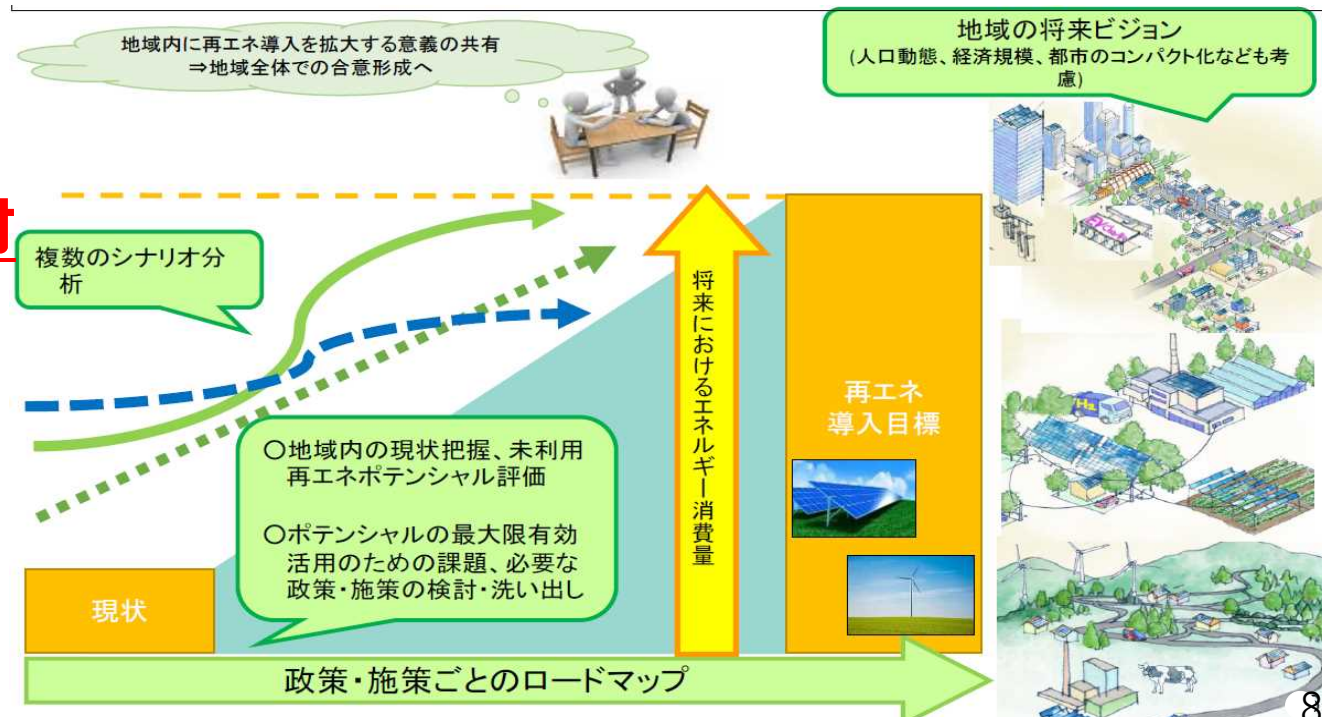 地域内に再エネ導入を拡大する意義の共有
⇒地域全体での合意形成へ
地域の将来ビジョン
(人口動態、経済規模、都市のコンパクト化なども考
慮)
複数のシナリオ分
析
〇地域内の現状把握、未利用
再エネポテンシャル評価
〇ポテンシャルの最大限有効
活用のための課題、必要な
政策・施策の検討・洗い出し
将来におけるエネルギー消費量
再エネ
導入目標
現状
政策・施策ごとのロードマップ
H2
8